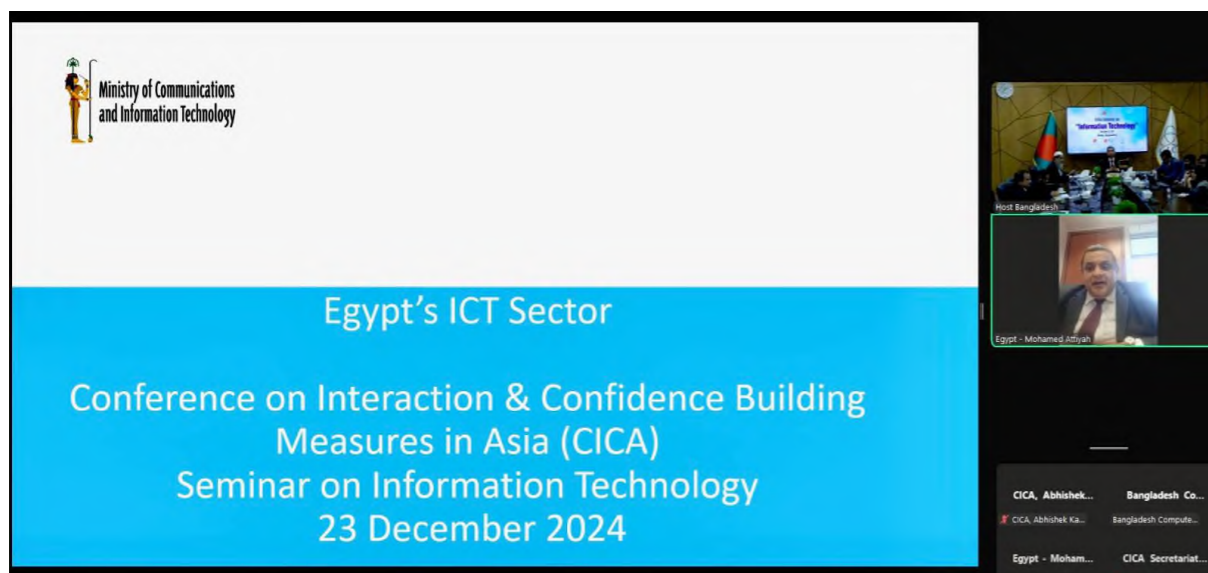 Ministry of Communications
and Information Technology
Egypt's ICT Sector
Conference on Interaction & Confidence Building
Measures in Asia (CICA)
Seminar on Information Technology
23 December 2024
"Information Technology"
Host Bangladesh
Egypt - Mohamed Attiyah
CICA, Abhishek...
Bangladesh Co...
CICA, Abhishek Ka...
Bangladesh Compute...
Egypt - Moham...
CICA Secretariat...